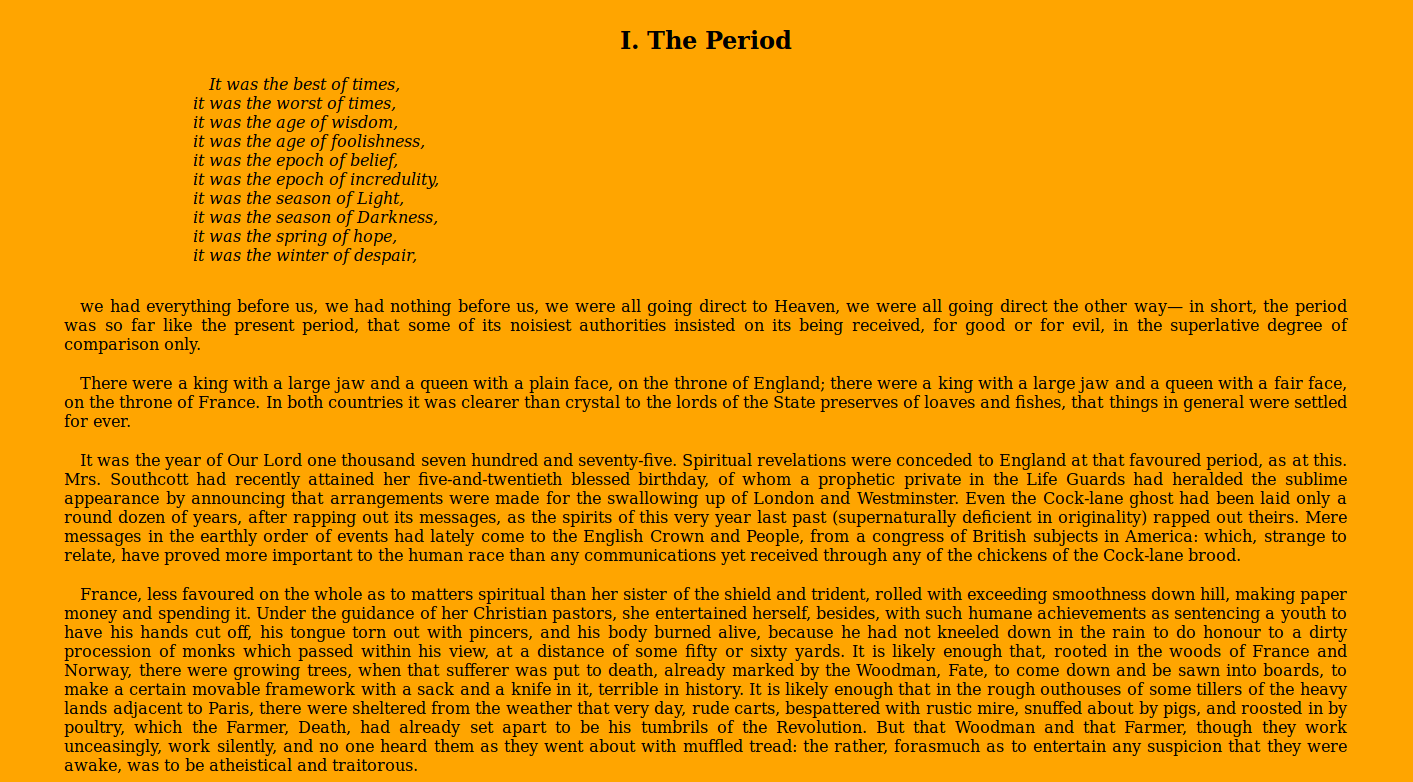 I. The Period
It was the best of times,
it was the worst of times,
it was the age of wisdom,
it was the age of foolishness,
it was the epoch of belief,
it was the epoch of incredulity,
it was the season of Light,
it was the season of Darkness,
it was the spring of hope,
it was the winter of despair,
we had everything before us, we had nothing before us, we were all going direct to Heaven, we were all going direct the other way— in short, the period
was so far like the present period, that some of its noisiest authorities insisted on its being received, for good or for evil, in the superlative degree of
comparison only.
There were a king with a large jaw and a queen with a plain face, on the throne of England; there were a king with a large jaw and a queen with a fair face,
on the throne of France. In both countries it was clearer than crystal to the lords of the State preserves of loaves and fishes, that things in general were settled
for ever.
It was the year of Our Lord one thousand seven hundred and seventy-five. Spiritual revelations were conceded to England at that favoured period, as at this.
Mrs. Southcott had recently attained her five-and-twentieth blessed birthday, of whom a prophetic private in the Life Guards had heralded the sublime
appearance by announcing that arrangements were made for the swallowing up of London and Westminster. Even the Cock-lane ghost had been laid only a
round dozen of years, after rapping out its messages, as the spirits of this very year last past (supernaturally deficient in originality) rapped out theirs. Mere
messages in the earthly order of events had lately come to the English Crown and People, from a congress of British subjects in America: which, strange to
relate, have proved more important to the human race than any communications yet received through any of the chickens of the Cock-lane brood.
France, less favoured on the whole as to matters spiritual than her sister of the shield and trident, rolled with exceeding smoothness down hill, making paper
money and spending it. Under the guidance of her Christian pastors, she entertained herself, besides, with such humane achievements as sentencing a youth to
have his hands cut off, his tongue torn out with pincers, and his body burned alive, because he had not kneeled down in the rain to do honour to a dirty
procession of monks which passed within his view, at a distance of some fifty or sixty yards. It is likely enough that, rooted in the woods of France and
Norway, there were growing trees, when that sufferer was put to death, already marked by the Woodman, Fate, to come down and be sawn into boards, to
make a certain movable framework with a sack and a knife in it, terrible in history. It is likely enough that in the rough outhouses of some tillers of the heavy
lands adjacent to Paris, there were sheltered from the weather that very day, rude carts, bespattered with rustic mire, snuffed about by pigs, and roosted in by
poultry, which the Farmer, Death, had already set apart to be his tumbrils of the Revolution. But that Woodman and that Farmer, though they work
unceasingly, work silently, and no one heard them as they went about with muffled tread: the rather, forasmuch as to entertain any suspicion that they were
awake, was to be atheistical and traitorous.